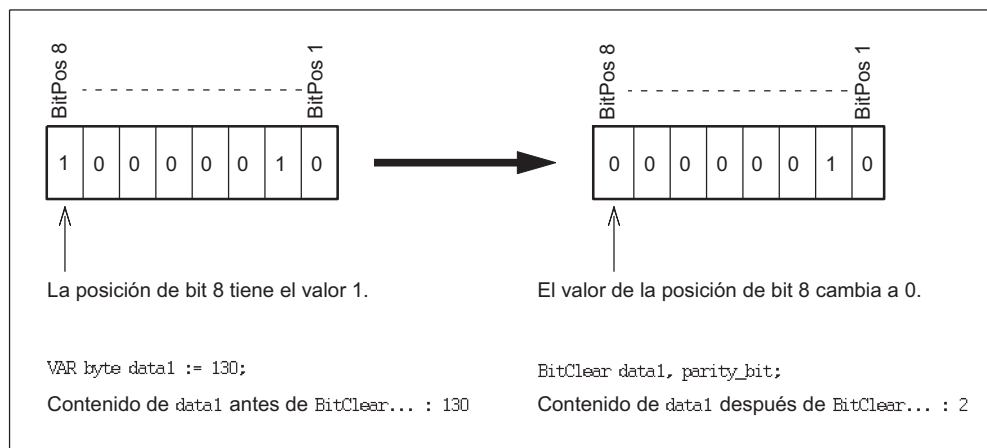 BitPos 8
BitPos 1
1 0 0 0 0 0 1 0
La posición de bit 8 tiene el valor 1.
VAR byte data1 := 130;
Contenido de data1 antes de BitClear... : 130
BitPos 8
BitPos 1
0 0 0 0 0 0 1 0
El valor de la posición de bit 8 cambia a 0.
BitClear data1, parity_bit;
Contenido de data1 después de BitClear... : 2